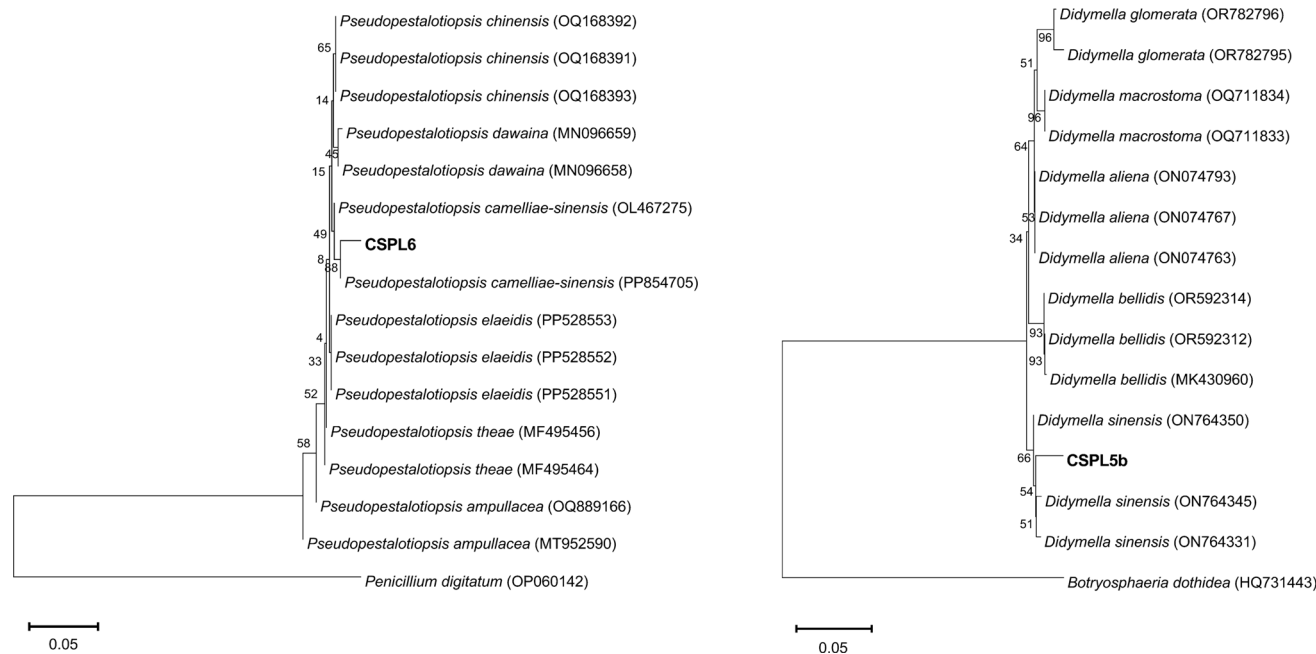 Pseudopestalotiopsis chinensis (OQ168392)
65
Pseudopestalotiopsis chinensis (OQ168391)
14
Pseudopestalotiopsis chinensis (OQ168393)
Pseudopestalotiopsis dawaina (MN096659)
45
15
Pseudopestalotiopsis dawaina (MN096658)
Pseudopestalotiopsis camelliae-sinensis (OL467275)
49
CSPL6
8
88
Pseudopestalotiopsis camelliae-sinensis (PP854705)
Pseudopestalotiopsis elaeidis (PP528553)
4
33
Pseudopestalotiopsis elaeidis (PP528552)
52
Pseudopestalotiopsis elaeidis (PP528551)
Pseudopestalotiopsis theae (MF495456)
58
Pseudopestalotiopsis theae (MF495464)
Pseudopestalotiopsis ampullacea (OQ889166)
Pseudopestalotiopsis ampullacea (MT952590)
Penicillium digitatum (OP060142)
0.05
Didymella glomerata (OR782796)
96
Didymella glomerata (OR782795)
51
Didymella macrostoma (OQ711834)
96
Didymella macrostoma (OQ711833)
64
Didymella aliena (ON074793)
53
Didymella aliena (ON074767)
34
Didymella aliena (ON074763)
Didymella bellidis (OR592314)
93
Didymella bellidis (OR592312)
93
Didymella bellidis (MK430960)
Didymella sinensis (ON764350)
66
CSPL5b
54
Didymella sinensis (ON764345)
51
Didymella sinensis (ON764331)
Botryosphaeria dothidea (HQ731443)
0.05